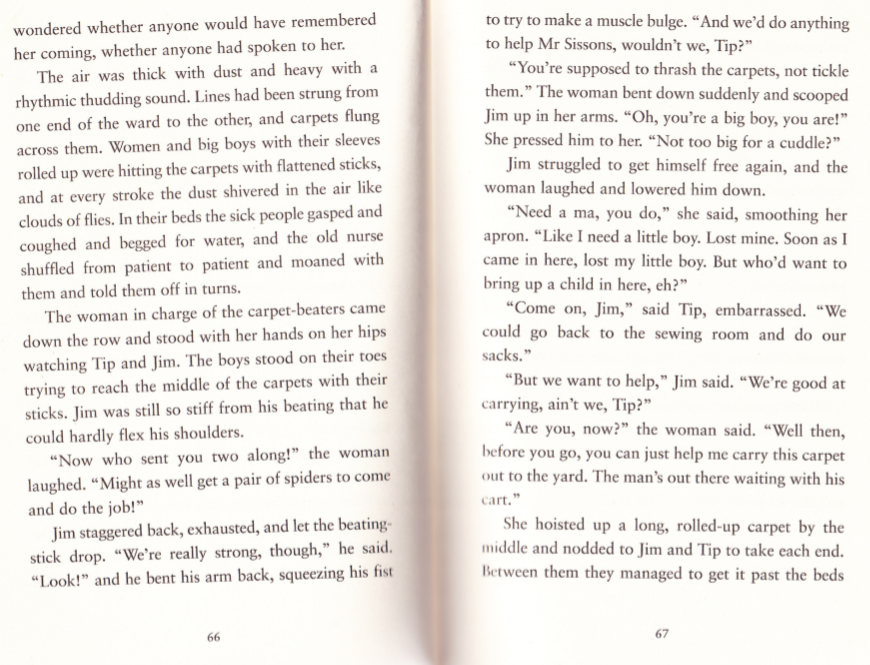 wondered whether anyone would have remembered
her coming, whether anyone had spoken to her.
The air was thick with dust and heavy with a
rhythmic thudding sound. Lines had been strung from
one end of the ward to the other, and carpets flung
across them. Women and big boys with their sleeves
rolled up were hitting the carpets with flattened sticks,
and at every stroke the dust shivered in the air like
clouds of flies. In their beds the sick people gasped and
coughed and begged for water, and the old nurse
shuffled from patient to patient and moaned with
them and told them off in turns.
The woman in charge of the carpet-beaters came
down the row and stood with her hands on her hips
watching Tip and Jim. The boys stood on their toes
trying to reach the middle of the carpets with their
sticks. Jim was still so stiff from his beating that he
could hardly flex his shoulders.
“Now who sent you two along!” the woman
laughed. “Might as well get a pair of spiders to come
and do the job!”
Jim staggered back, exhausted, and let the beating-
stick drop. “We’re really strong, though,” he said.
“Look!” and he bent his arm back, squeezing his fist
66
to try to make a muscle bulge. “And we’d do anything
to help Mr Sissons, wouldn’t we, Tip?”
“You’re supposed to thrash the carpets, not tickle
them.” The woman bent down suddenly and scooped
Jim up in her arms. “Oh, you’re a big boy, you are!”
She pressed him to her. “Not too big for a cuddle?”
Jim struggled to get himself free again, and the
woman laughed and lowered him down.
“Need a ma, you do,” she said, smoothing her
apron. “Like I need a little boy. Lost mine. Soon as I
came in here, lost my little boy. But who’d want to
bring up a child in here, eh?”
“Come on, Jim,” said Tip, embarrassed. “We
could go back to the sewing room and do our
sacks.”
“But we want to help,” Jim said. “We’re good at
carrying, ain’t we, Tip?”
“Are you, now?” the woman said. “Well then,
before you go, you can just help me carry this carpet
out to the yard. The man’s out there waiting with his
cart.”
She hoisted up a long, rolled-up carpet by the
middle and nodded to Jim and Tip to take each end.
Between them they managed to get it past the beds
67